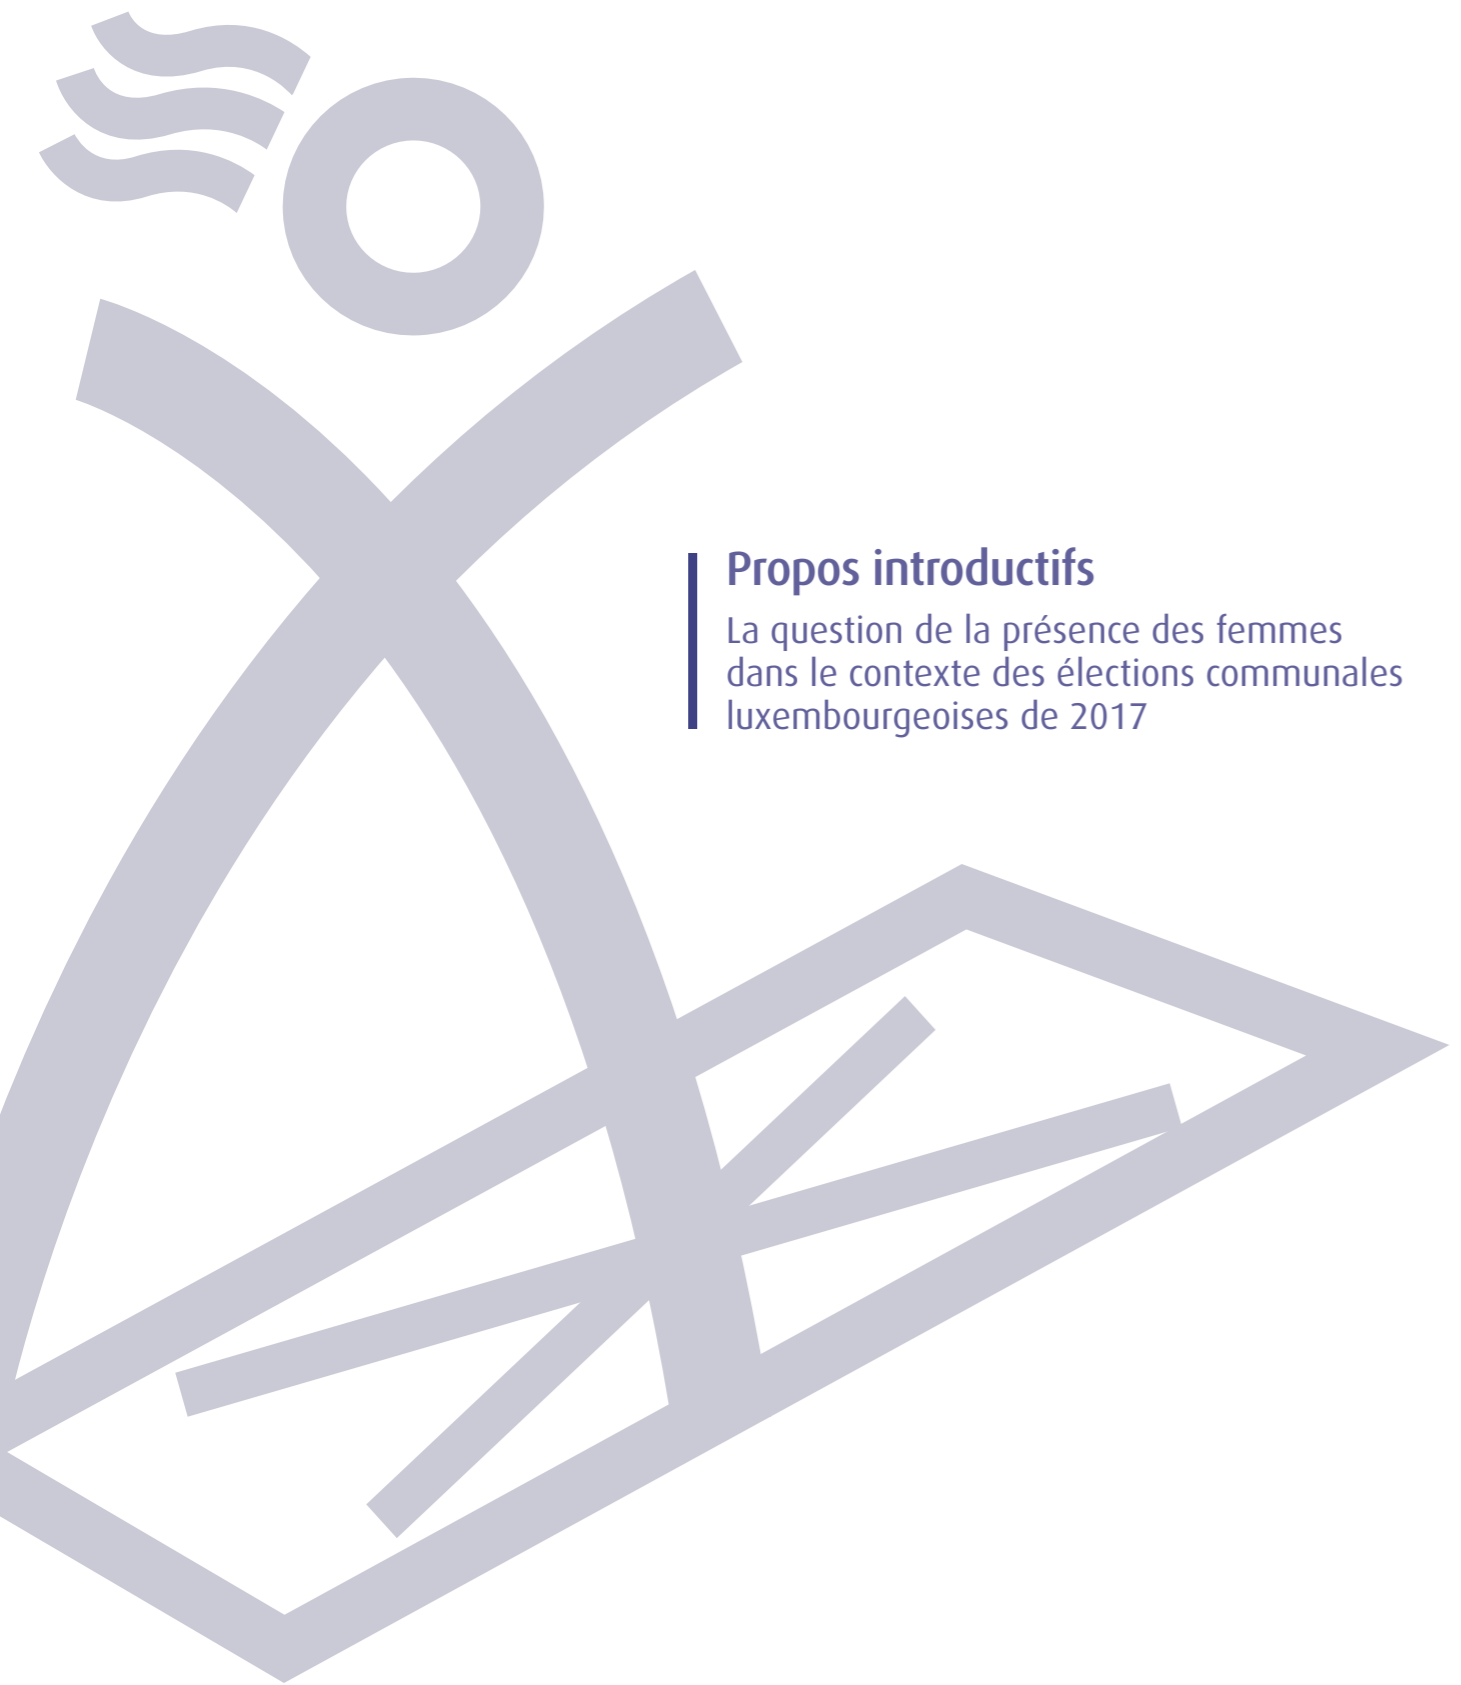 Propos introductifs
La question de la présence des femmes
dans le contexte des élections communales
luxembourgeoises de 2017